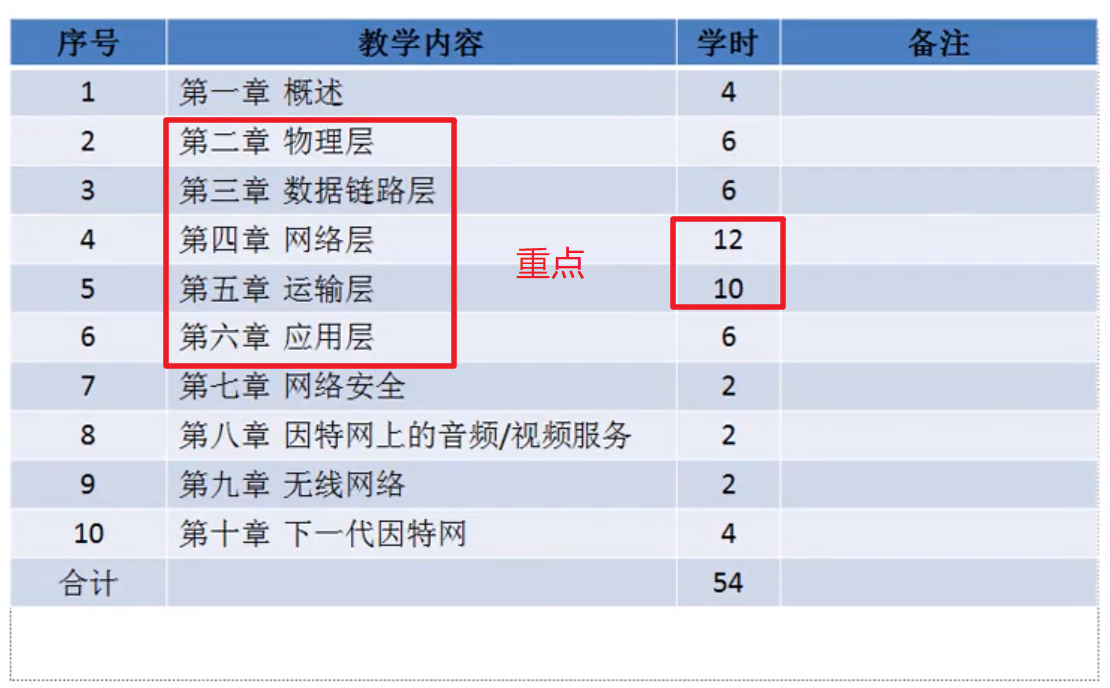 序号 教学内容 学时 备注
1 第一章 概述 4
2 第二章 物理层 6
3 第三章 数据链路层 6
4 第四章 网络层 12
重点
5 第五章 运输层 10
6 第六章 应用层 6
7 第七章 网络安全 2
8 第八章 因特网上的音频/视频服务 2
9 第九章 无线网络 2
10 第十章 下一代因特网 4
合计 54